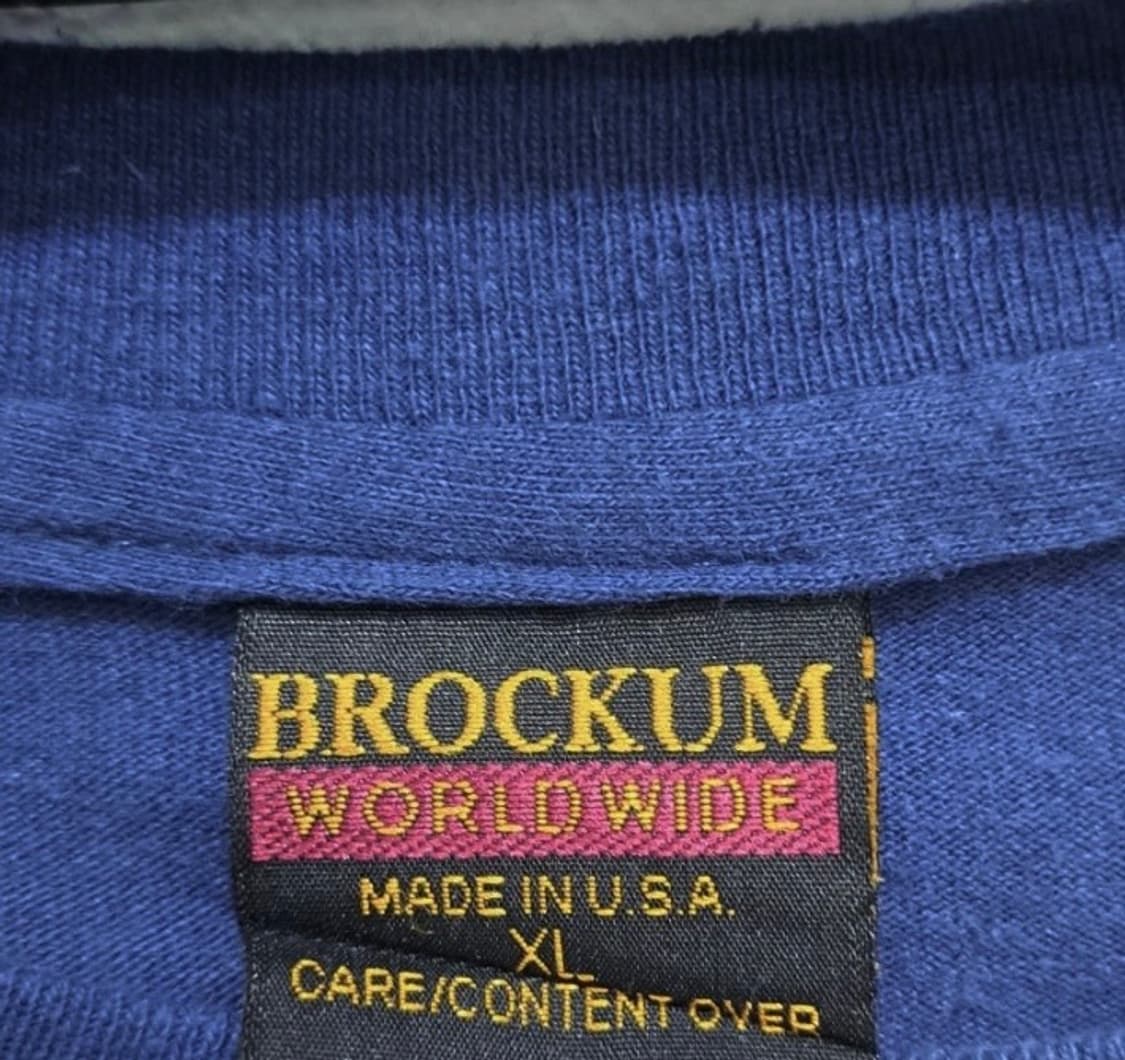 BROCKUM
WORLDWIDE
MADE IN U.S.A.
XL
CARE/CONTENT OVER